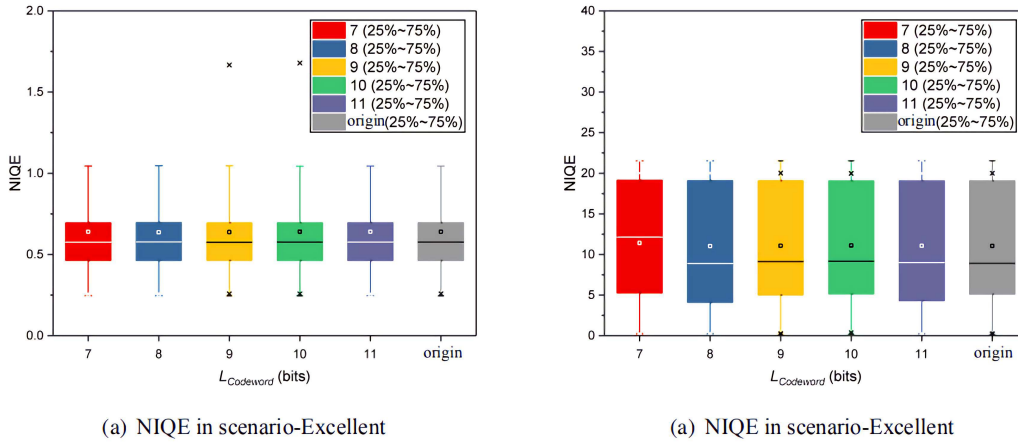 2.0
1.5
1.0
0.5
0.0
NIQE
7 (25%~75%)
8 (25%~75%)
9 (25%~75%)
10 (25%~75%)
11 (25%~75%)
origin(25%~75%)
7 8 9 10 11 origin
L_Codeword (bits)
(a) NIQE in scenario-Excellent
40
35
30
25
20
15
10
5
0
NIQE
7 (25%~75%)
8 (25%~75%)
9 (25%~75%)
10 (25%~75%)
11 (25%~75%)
origin (25%~75%)
7 8 9 10 11 origin
L_Codeword (bits)
(a) NIQE in scenario-Excellent